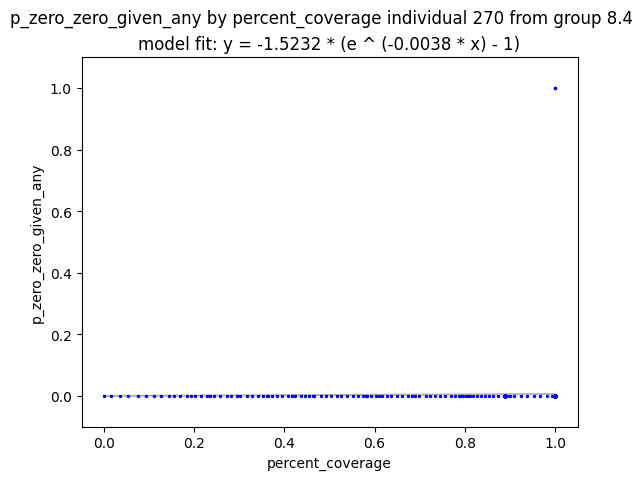 p_zero_zero_given_any by percent_coverage individual 270 from group 8.4
model fit: y = -1.5232 * (e ^ (-0.0038 * x) - 1)
1.0
0.8
0.6
0.4
0.2
0.0
p_zero_zero_given_any
0.0 0.2 0.4 0.6 0.8 1.0
percent_coverage